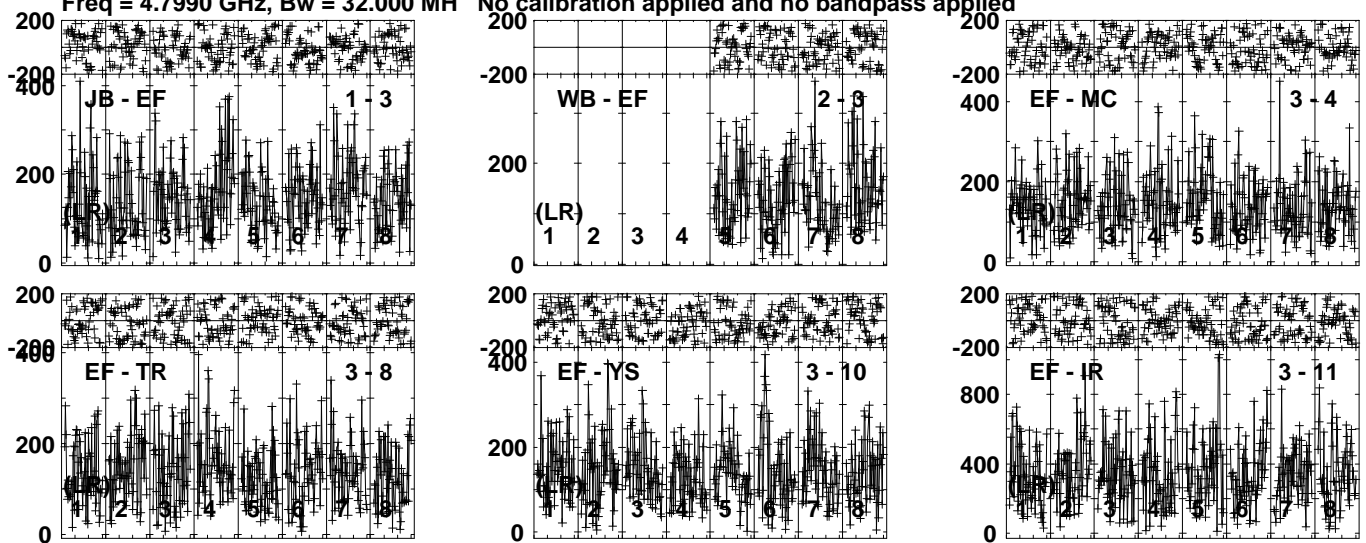 Freq = 4.7990 GHz, Bw = 32.000 MH No calibration applied and no bandpass applied
200
-200
400
200
0
JB - EF 1 - 3
(LR)
1 2 3 4 5 6 7 8
200
-200
200
0
WB - EF 2 - 3
(LR)
1 2 3 4 5 6 7 8
200
-200
400
200
0
EF - MC 3 - 4
(LR)
1 2 3 4 5 6 7 8
200
-200
400
200
0
EF - TR 3 - 8
(LR)
1 2 3 4 5 6 7 8
200
-200
400
200
0
EF - YS 3 - 10
(LR)
1 2 3 4 5 6 7 8
200
-200
800
400
0
EF - IR 3 - 11
(LR)
1 2 3 4 5 6 7 8